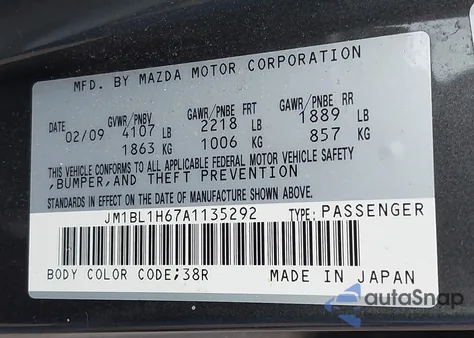 MFD. BY MAZDA MOTOR CORPORATION
GVWR/PNBV GAWR/PNBE FRT GAWR/PNBE RR
02/09 4107 LB 2218 LB 1889 LB
1863 KG 1006 KG 857 KG
THIS VEHICLE CONFORMS TO ALL APPLICABLE FEDERAL MOTOR VEHICLE SAFETY
,BUMPER,AND THEFT PREVENTION
STANDARDS IN EFFECT ON THE DATE OF MANUFACTURE SHOWN ABOVE.
JM1BL1H67A1135292 TYPE: PASSENGER
BODY COLOR CODE;38R MADE IN JAPAN
autoSnap